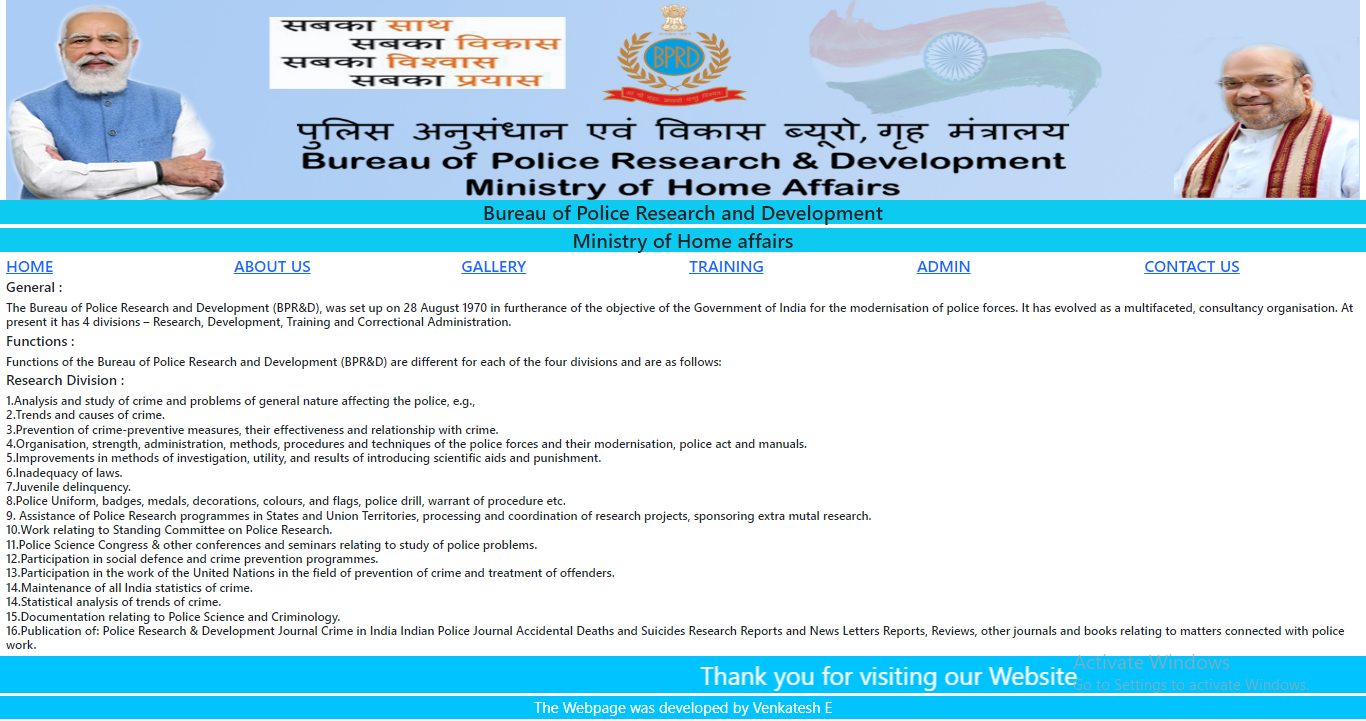 सबका साथ
सबका विकास
सबका विश्वास
सबका प्रयास
BPRD
पुलिस अनुसंधान एवं विकास ब्यूरो, गृह मंत्रालय
Bureau of Police Research & Development
Ministry of Home Affairs
Bureau of Police Research and Development
Ministry of Home affairs
HOME ABOUT US GALLERY TRAINING ADMIN CONTACT US
General :
The Bureau of Police Research and Development (BPR&D), was set up on 28 August 1970 in furtherance of the objective of the Government of India for the modernisation of police forces. It has evolved as a multifaceted, consultancy organisation. At
present it has 4 divisions – Research, Development, Training and Correctional Administration.
Functions :
Functions of the Bureau of Police Research and Development (BPR&D) are different for each of the four divisions and are as follows:
Research Division :
1.Analysis and study of crime and problems of general nature affecting the police, e.g.,
2.Trends and causes of crime.
3.Prevention of crime-preventive measures, their effectiveness and relationship with crime.
4.Organisation, strength, administration, methods, procedures and techniques of the police forces and their modernisation, police act and manuals.
5.Improvements in methods of investigation, utility, and results of introducing scientific aids and punishment.
6.Inadequacy of laws.
7.Juvenile delinquency.
8.Police Uniform, badges, medals, decorations, colours, and flags, police drill, warrant of procedure etc.
9. Assistance of Police Research programmes in States and Union Territories, processing and coordination of research projects, sponsoring extra mutal research.
10.Work relating to Standing Committee on Police Research.
11.Police Science Congress & other conferences and seminars relating to study of police problems.
12.Participation in social defence and crime prevention programmes.
13.Participation in the work of the United Nations in the field of prevention of crime and treatment of offenders.
14.Maintenance of all India statistics of crime.
14.Statistical analysis of trends of crime.
15.Documentation relating to Police Science and Criminology.
16.Publication of: Police Research & Development Journal Crime in India Indian Police Journal Accidental Deaths and Suicides Research Reports and News Letters Reports, Reviews, other journals and books relating to matters connected with police
work.
Thank you for visiting our Website
Activate Windows
Go to Settings to activate Windows.
The Webpage was developed by Venkatesh E